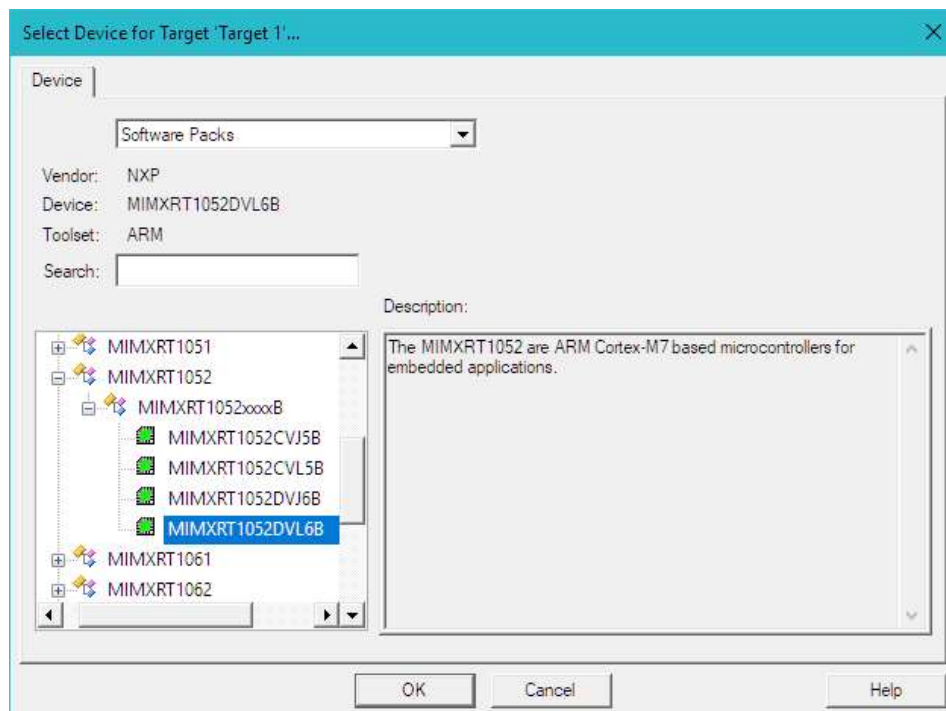 Select Device for Target 'Target 1'...
Device
Software Packs
Vendor: NXP
Device: MIMXRT1052DVL6B
Toolset: ARM
Search:
Description:
MIMXRT1051
MIMXRT1052
MIMXRT1052xxxxB
MIMXRT1052CVJ5B
MIMXRT1052CVL5B
MIMXRT1052DVJ6B
MIMXRT1052DVL6B
MIMXRT1061
MIMXRT1062
The MIMXRT1052 are ARM Cortex-M7 based microcontrollers for
embedded applications.
OK
Cancel
Help